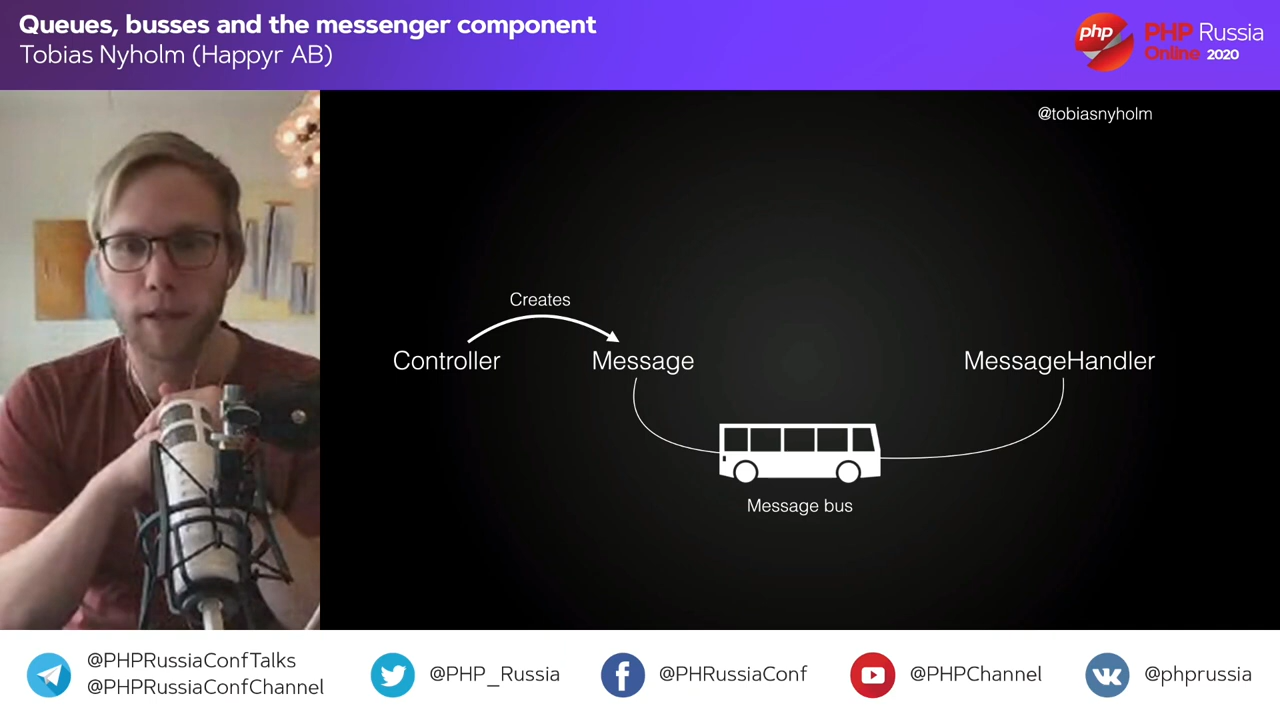 Queues, busses and the messenger component
Tobias Nyholm (Happyr AB)
php
PHP Russia
Online 2020
@tobiasnyholm
Creates
Controller
Message
MessageHandler
Message bus
@PHPRussiaConfTalks
@PHPRussiaConfChannel
@PHP_Russia
@PHRussiaConf
@PHPChannel
@phprussia